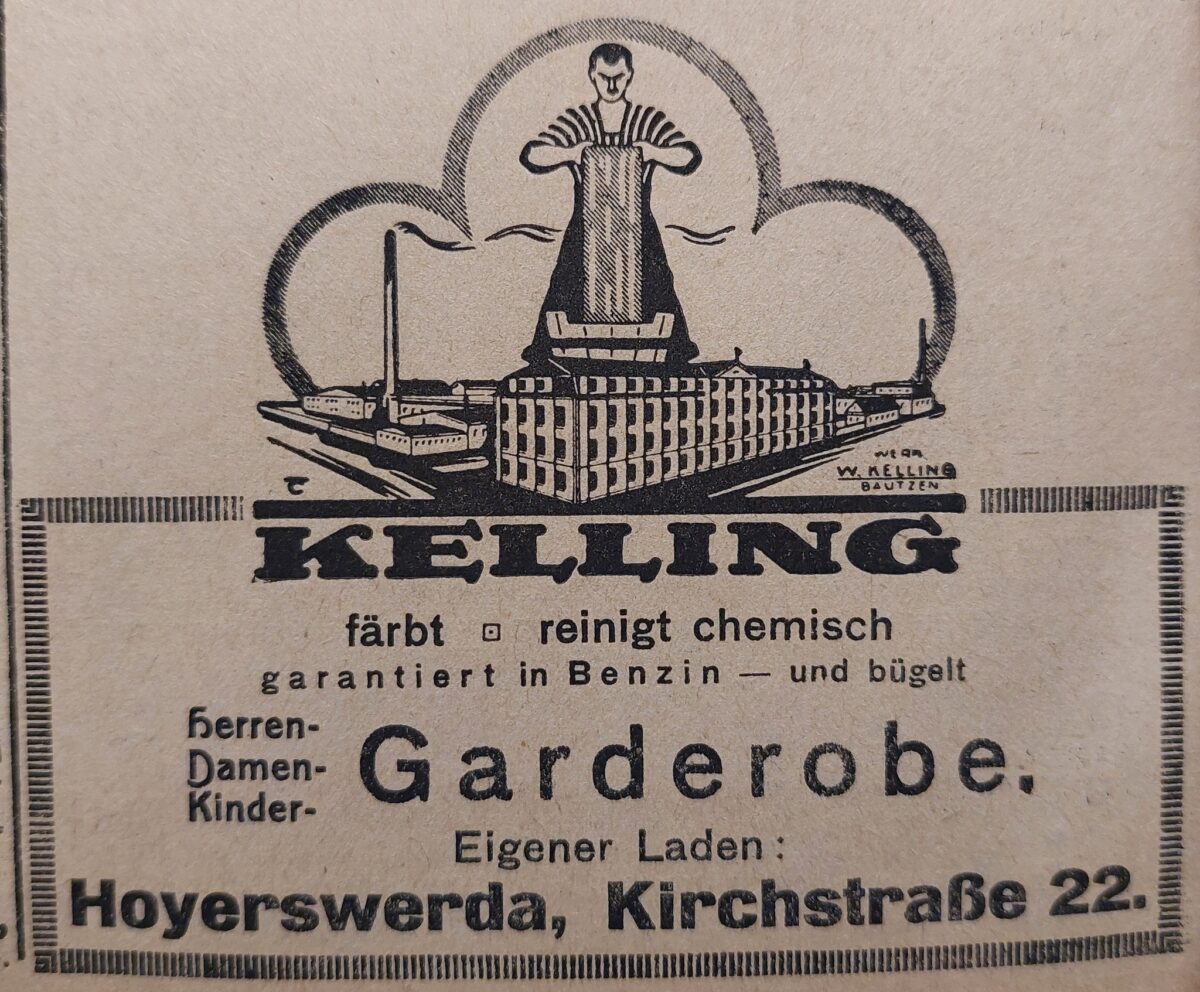 WERK
W. KELLING
BAUTZEN
KELLING
färbt ▫ reinigt chemisch
garantiert in Benzin — und bügelt
Herren-
Damen-
Kinder-
Garderobe.
Eigener Laden:
Hoyerswerda, Kirchstraße 22.